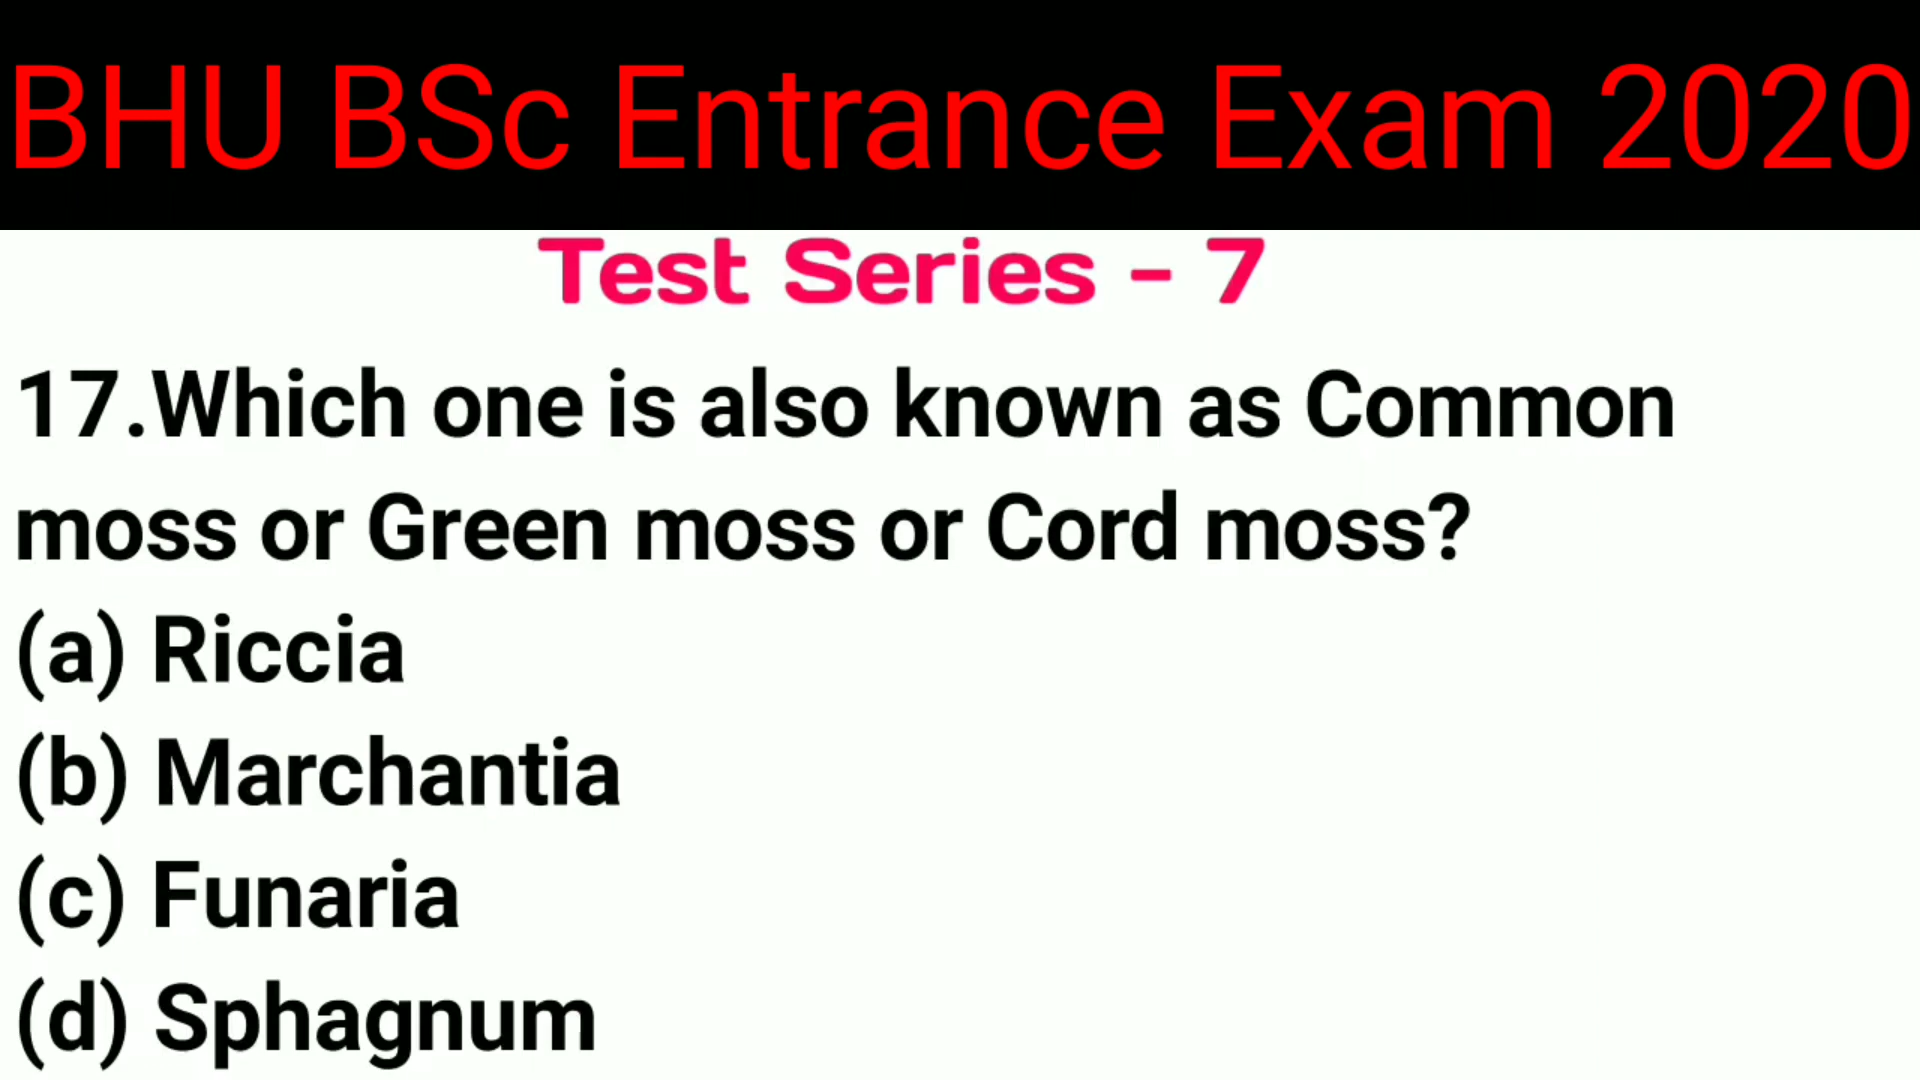 BHU BSc Entrance Exam 2020
Test Series - 7
17.Which one is also known as Common
moss or Green moss or Cord moss?
(a) Riccia
(b) Marchantia
(c) Funaria
(d) Sphagnum